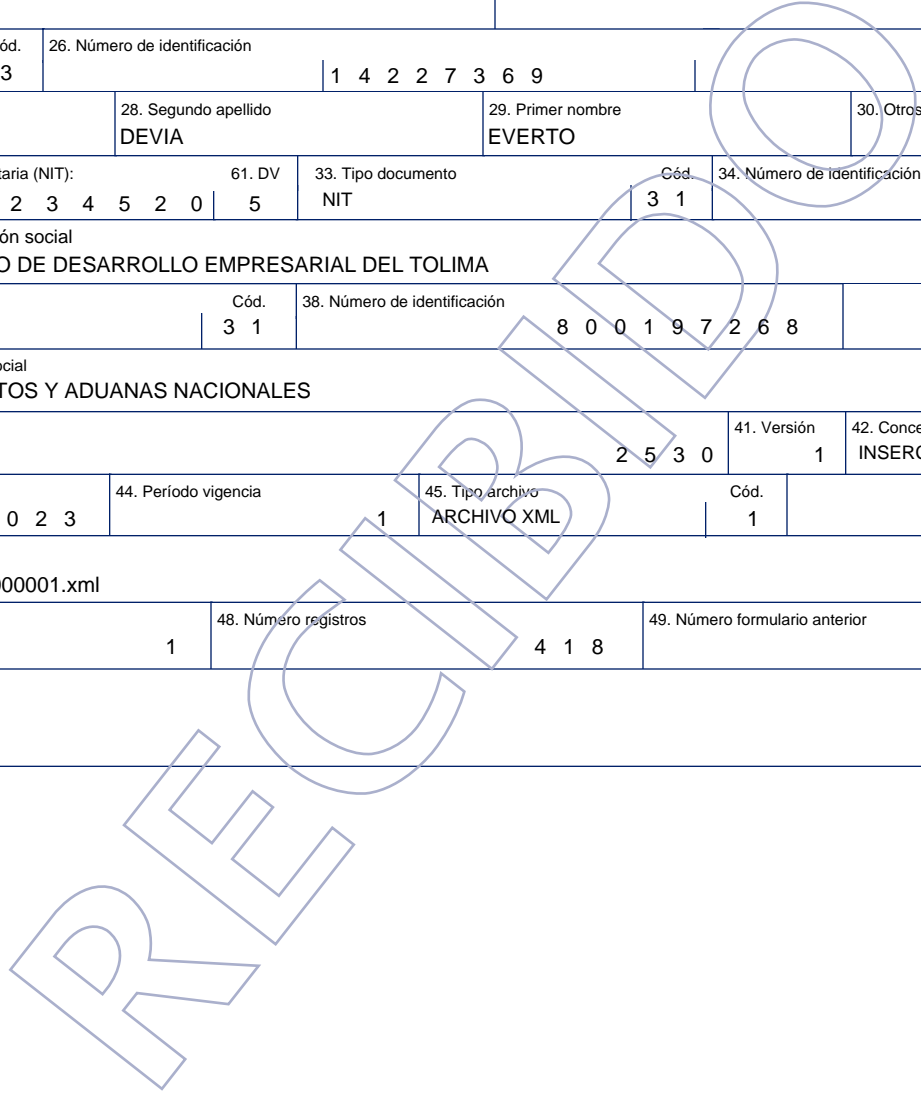 ód. 26. Número de identificación
3 1 4 2 2 7 3 6 9
28. Segundo apellido 29. Primer nombre 30. Otros
DEVIA EVERTO
taria (NIT): 61. DV 33. Tipo documento Cód. 34. Número de identificación
2 3 4 5 2 0 5 NIT 3 1
ón social
O DE DESARROLLO EMPRESARIAL DEL TOLIMA
Cód. 38. Número de identificación
3 1 8 0 0 1 9 7 2 6 8
ocial
TOS Y ADUANAS NACIONALES
41. Versión 42. Conce
2 5 3 0 1 INSERC
44. Período vigencia 45. Tipo archivo Cód.
0 2 3 1 ARCHIVO XML 1
000001.xml
48. Número registros 49. Número formulario anterior
1 4 1 8
RECIBIDO